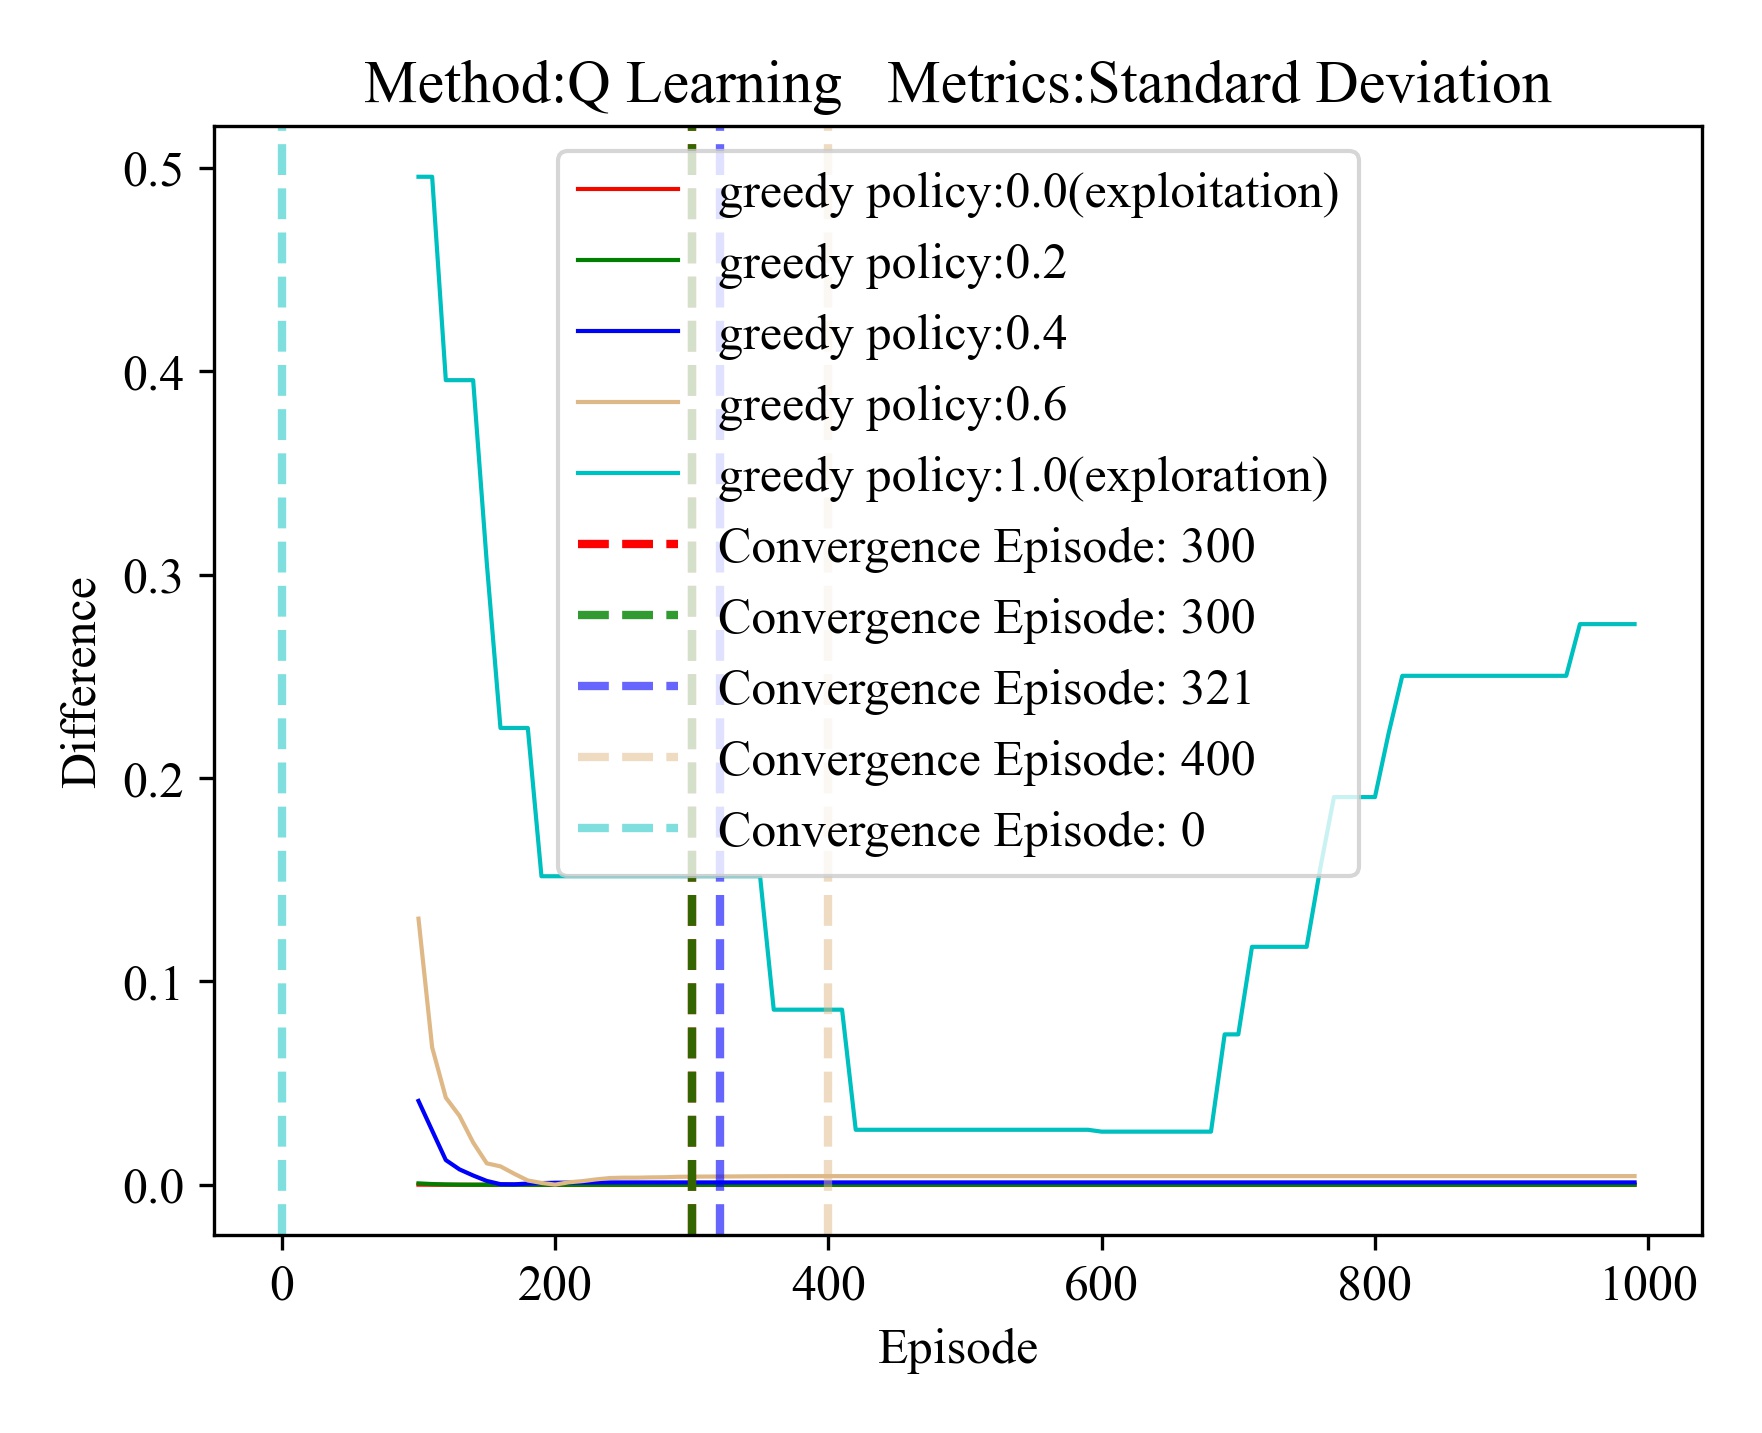 Method:Q Learning   Metrics:Standard Deviation
0.5
0.4
0.3
0.2
0.1
0.0
Difference
greedy policy:0.0(exploitation)
greedy policy:0.2
greedy policy:0.4
greedy policy:0.6
greedy policy:1.0(exploration)
Convergence Episode: 300
Convergence Episode: 300
Convergence Episode: 321
Convergence Episode: 400
Convergence Episode: 0
0 200 400 600 800 1000
Episode